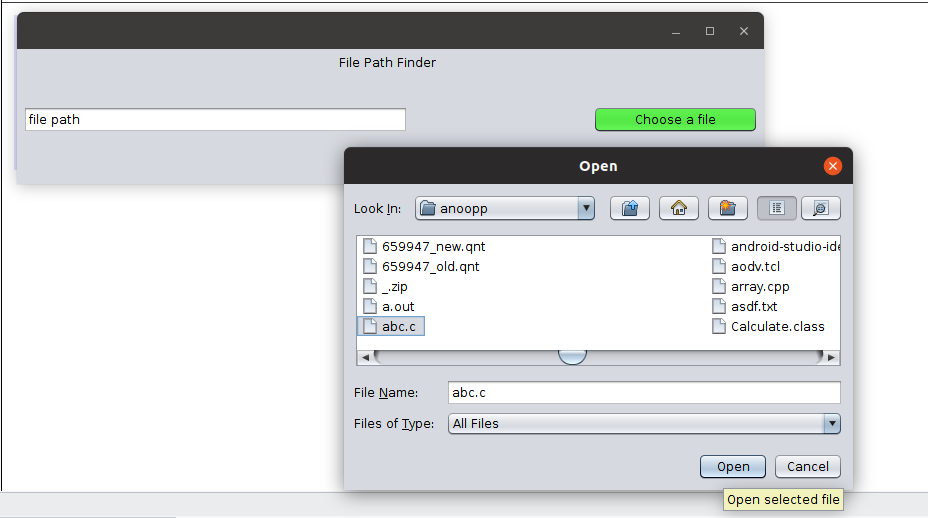 File Path Finder
file path
Choose a file
Open
Look In:
anoopp
659947_new.qnt
659947_old.qnt
_.zip
a.out
abc.c
android-studio-ide
aodv.tcl
array.cpp
asdf.txt
Calculate.class
File Name:
abc.c
Files of Type:
All Files
Open
Cancel
Open selected file